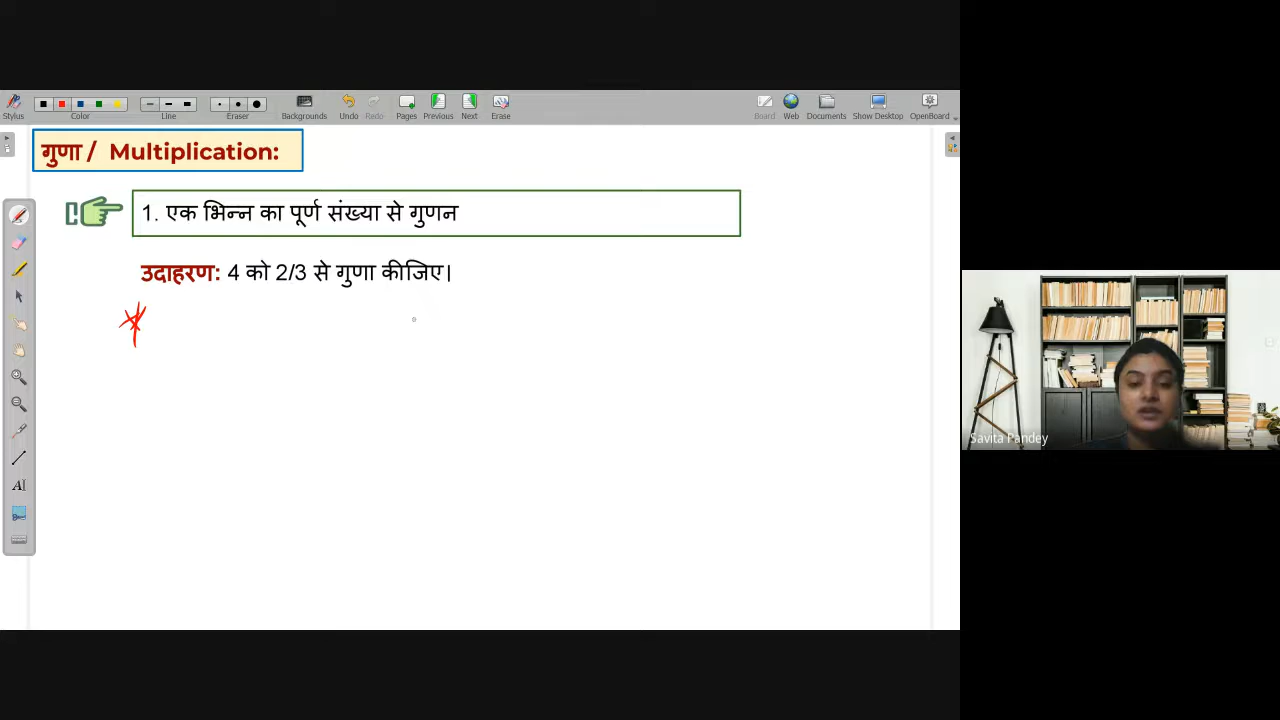 Stylus
Color
Line
Eraser
Backgrounds
Undo
Redo
Pages
Previous
Next
Erase
Board
Web
Documents
Show Desktop
OpenBoard
गुणा / Multiplication:
1. एक भिन्न का पूर्ण संख्या से गुणन
उदाहरण: 4 को 2/3 से गुणा कीजिए।
Savita Pandey